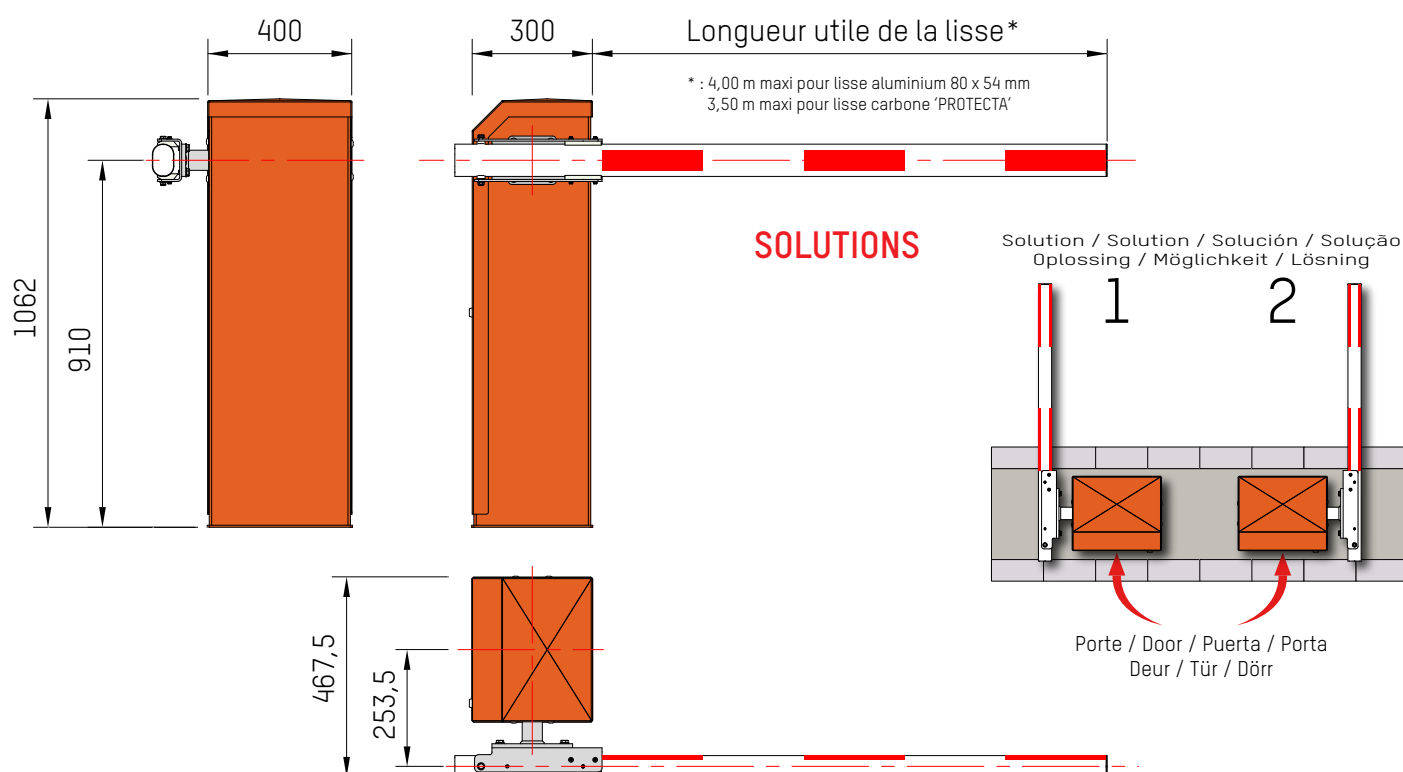 400
300
Longueur utile de la lisse*
* : 4,00 m maxi pour lisse aluminium 80 x 54 mm
3,50 m maxi pour lisse carbone ‘PROTECTA’
1062
910
SOLUTIONS
Solution / Solution / Solución / Solução
Oplossing / Möglichkeit / Lösning
1
2
Porte / Door / Puerta / Porta
Deur / Tür / Dörr
467,5
253,5